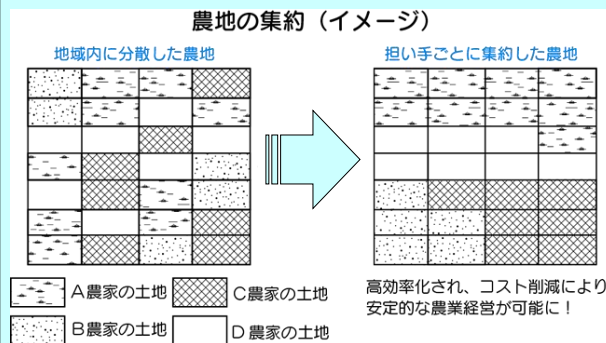 農地の集約（イメージ）
地域内に分散した農地
担い手ごとに集約した農地
A農家の土地
C農家の土地
B農家の土地
D農家の土地
高効率化され、コスト削減により
安定的な農業経営が可能に！